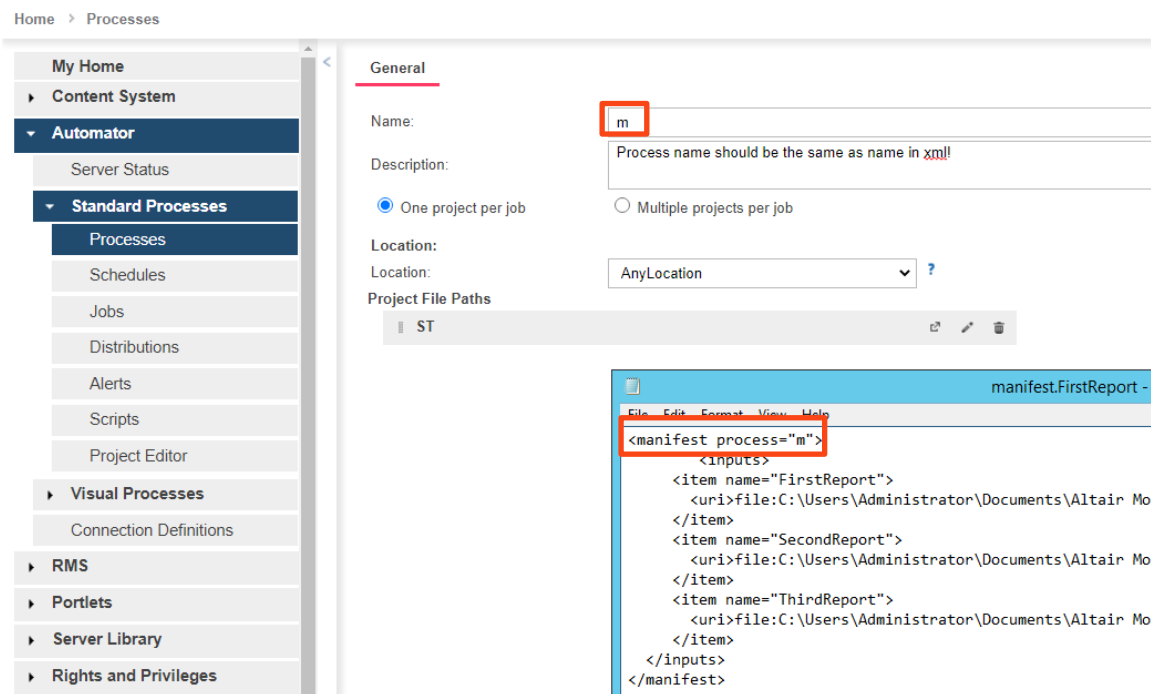 Home > Processes
My Home
Content System
Automator
Server Status
Standard Processes
Processes
Schedules
Jobs
Distributions
Alerts
Scripts
Project Editor
Visual Processes
Connection Definitions
RMS
Portlets
Server Library
Rights and Privileges
<
General
Name:
m
Description:
Process name should be the same as name in xml!
One project per job
Multiple projects per job
Location:
Location:
AnyLocation
?
Project File Paths
ST
manifest.FirstReport -
File Edit Format View Help
<manifest process="m">
<inputs>
<item name="FirstReport">
<uri>file:C:\Users\Administrator\Documents\Altair Mo
</item>
<item name="SecondReport">
<uri>file:C:\Users\Administrator\Documents\Altair Mo
</item>
<item name="ThirdReport">
<uri>file:C:\Users\Administrator\Documents\Altair Mo
</item>
</inputs>
</manifest>